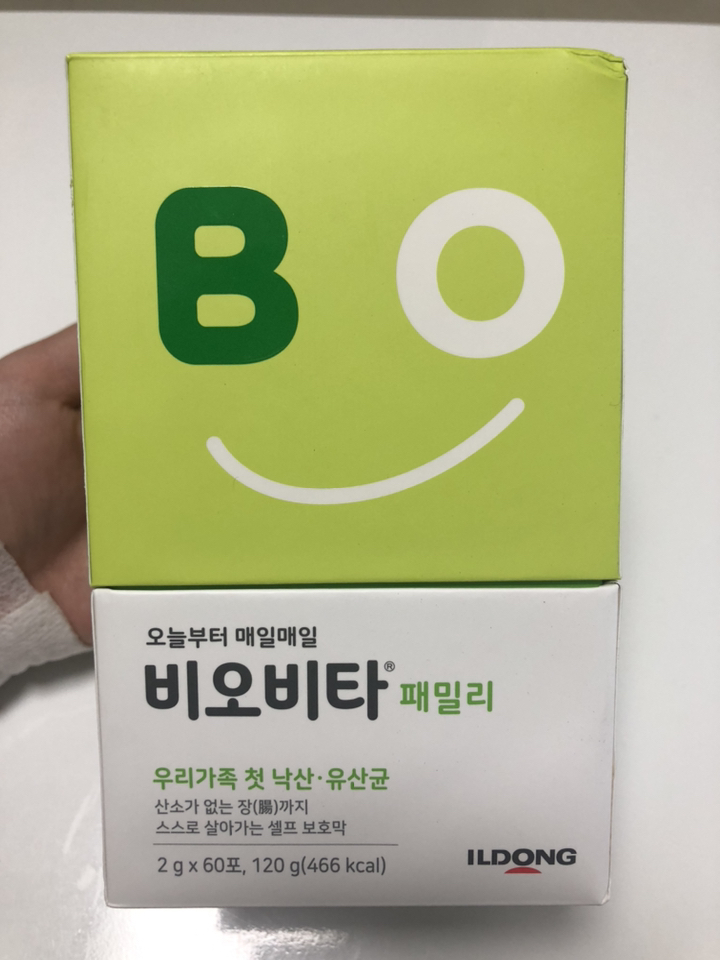 BO
오늘부터 매일매일
비오비타® 패밀리
우리가족 첫 낙산·유산균
산소가 없는 장(腸)까지
스스로 살아가는 셀프 보호막
2 g x 60포, 120 g(466 kcal)
ILDONG